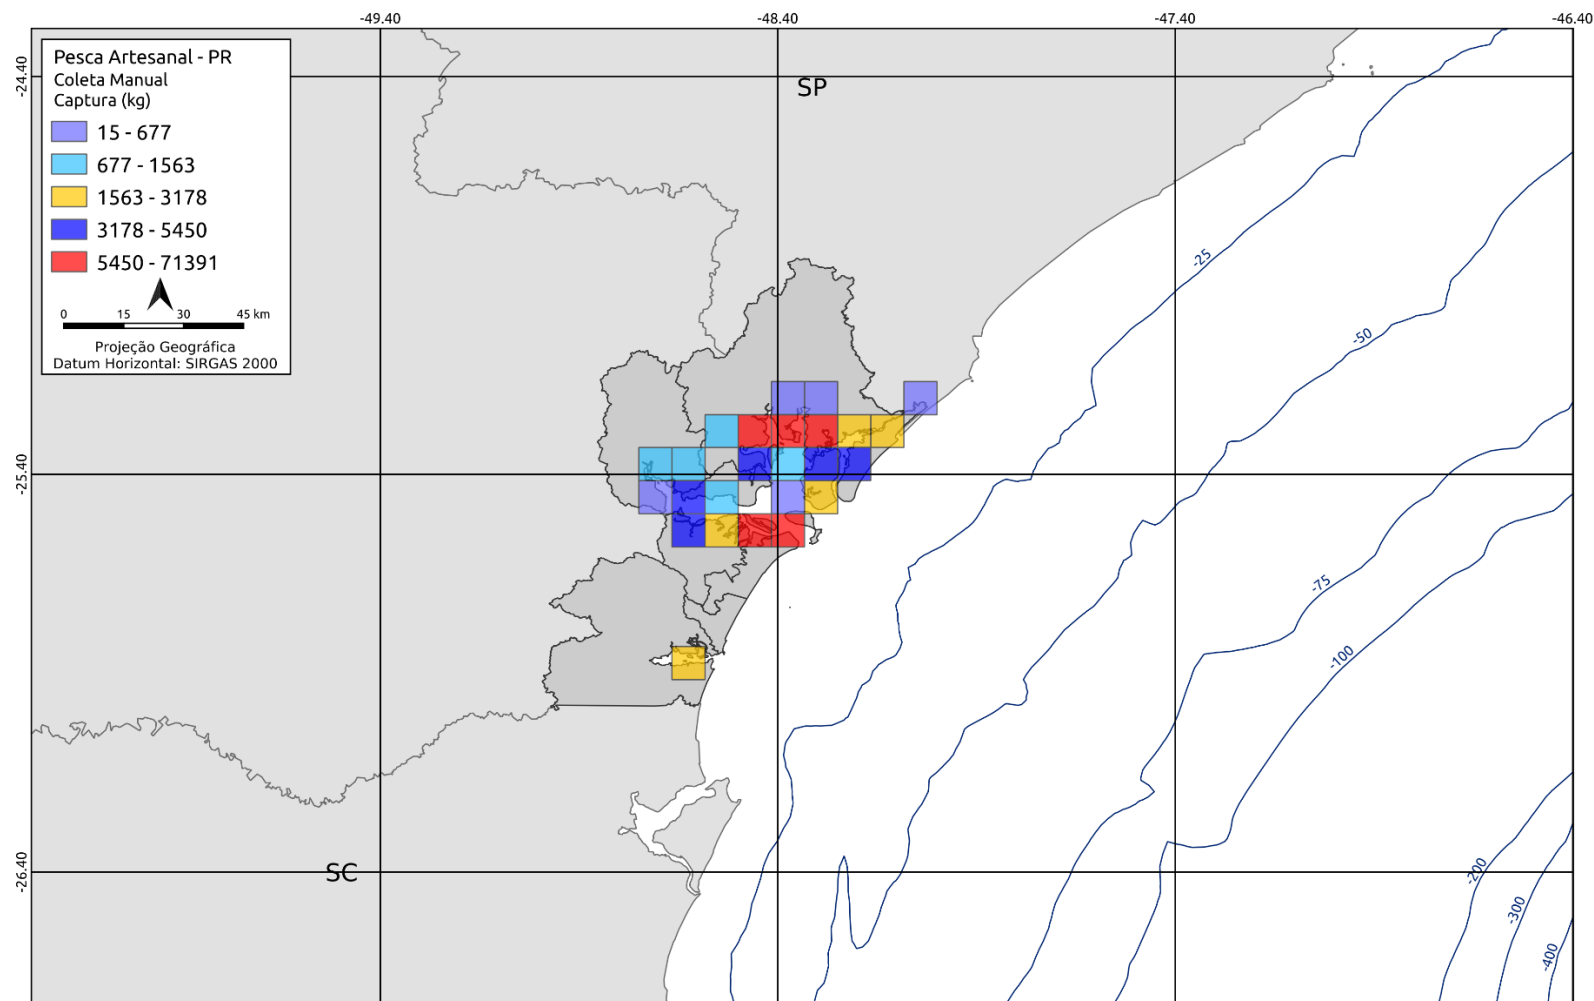 -49.40
-48.40
-47.40
-46.40
-24.40
-25.40
-26.40
Pesca Artesanal - PR
Coleta Manual
Captura (kg)
15 - 677
677 - 1563
1563 - 3178
3178 - 5450
5450 - 71391
0 15 30 45 km
Projeção Geográfica
Datum Horizontal: SIRGAS 2000
SP
SC
-25
-50
-75
-100
-200
-300
-400